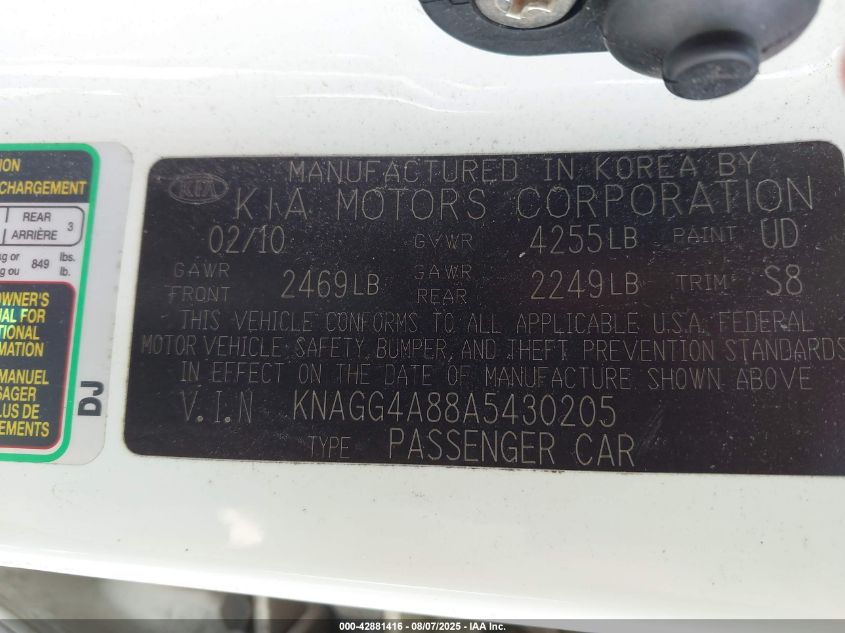 ION
CHARGEMENT
REAR
ARRIÈRE
3
kg or 849 lbs.
kg ou lb.
OWNER'S
AL FOR
TIONAL
MATION
MANUEL
SAGER
LUS DE
EMENTS
DJ
MANUFACTURED IN KOREA BY
KIA KIA MOTORS CORPORATION
02/10 GVWR 4255LB PAINT UD
GAWR FRONT 2469LB GAWR REAR 2249LB TRIM S8
THIS VEHICLE CONFORMS TO ALL APPLICABLE U.S.A. FEDERAL
MOTOR VEHICLE SAFETY, BUMPER, AND THEFT PREVENTION STANDARDS
IN EFFECT ON THE DATE OF MANUFACTURE SHOWN ABOVE
V.I.N KNAGG4A88A5430205
TYPE PASSENGER CAR
000-42881416 - 08/07/2025 - IAA Inc.